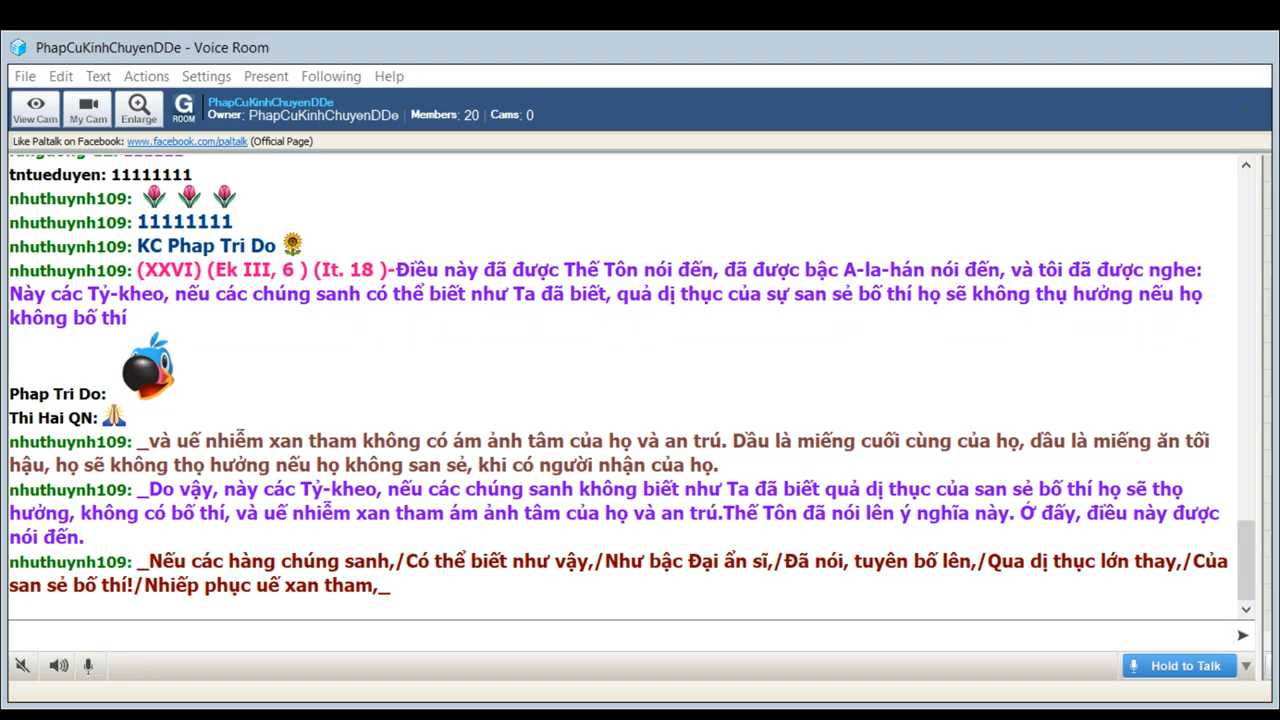 PhapCuKinhChuyenDDe - Voice Room
File Edit Text Actions Settings Present Following Help
View Cam My Cam Enlarge G ROOM
PhapCuKinhChuyenDDe
Owner: PhapCuKinhChuyenDDe Members: 20 Cams: 0
Like Paltalk on Facebook: www.facebook.com/paltalk (Official Page)
tntueduyen: 11111111
nhuthuynh109:
nhuthuynh109: 11111111
nhuthuynh109: KC Phap Tri Do
nhuthuynh109: (XXVI) (Ek III, 6 ) (It. 18 )-Điều này đã được Thế Tôn nói đến, đã được bậc A-la-hán nói đến, và tôi đã được nghe:
Này các Tỷ-kheo, nếu các chúng sanh có thể biết như Ta đã biết, quả dị thục của sự san sẻ bố thí họ sẽ không thụ hưởng nếu họ
không bố thí
Phap Tri Do:
Thi Hai QN:
nhuthuynh109: _và uế nhiễm xan tham không có ám ảnh tâm của họ và an trú. Dầu là miếng cuối cùng của họ, dầu là miếng ăn tối
hậu, họ sẽ không thọ hưởng nếu họ không san sẻ, khi có người nhận của họ.
nhuthuynh109: _Do vậy, này các Tỷ-kheo, nếu các chúng sanh không biết như Ta đã biết quả dị thục của san sẻ bố thí họ sẽ thọ
hưởng, không có bố thí, và uế nhiễm xan tham ám ảnh tâm của họ và an trú.Thế Tôn đã nói lên ý nghĩa này. Ở đấy, điều này được
nói đến.
nhuthuynh109: _Nếu các hàng chúng sanh,/Có thể biết như vậy,/Như bậc Đại ẩn sĩ,/Đã nói, tuyên bố lên,/Qua dị thục lớn thay,/Của
san sẻ bố thí!/Nhiếp phục uế xan tham,_
Hold to Talk